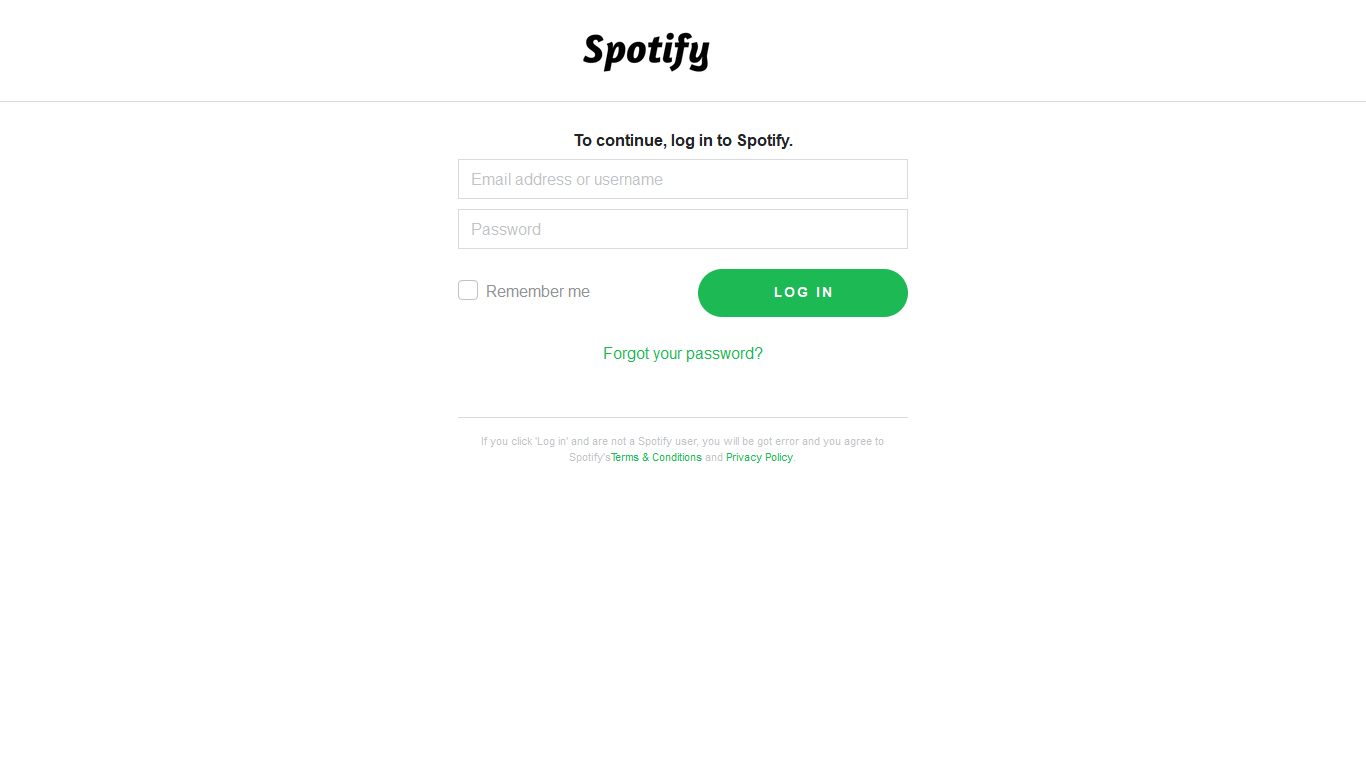 Spotify
To continue, log in to Spotify.
Email address or username
Password
Remember me
LOG IN
Forgot your password?
If you click 'Log in' and are not a Spotify user, you will be got error and you agree to
Spotify'sTerms & Conditions and Privacy Policy.